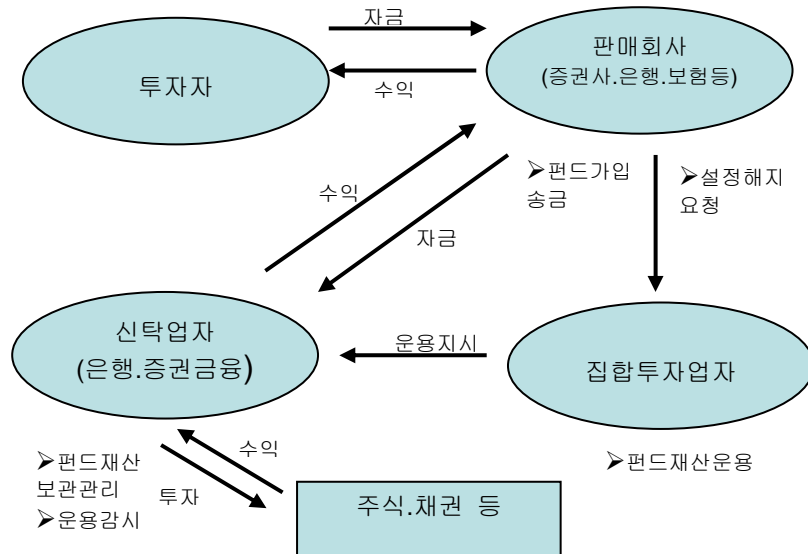 자금
투자자
판매회사
(증권사.은행.보험등)
수익
수익
➢펀드가입
송금
➢설정해지
요청
자금
신탁업자
(은행.증권금융)
운용지시
집합투자업자
➢펀드재산
보관관리
➢운용감시
수익
투자
➢펀드재산운용
주식.채권 등